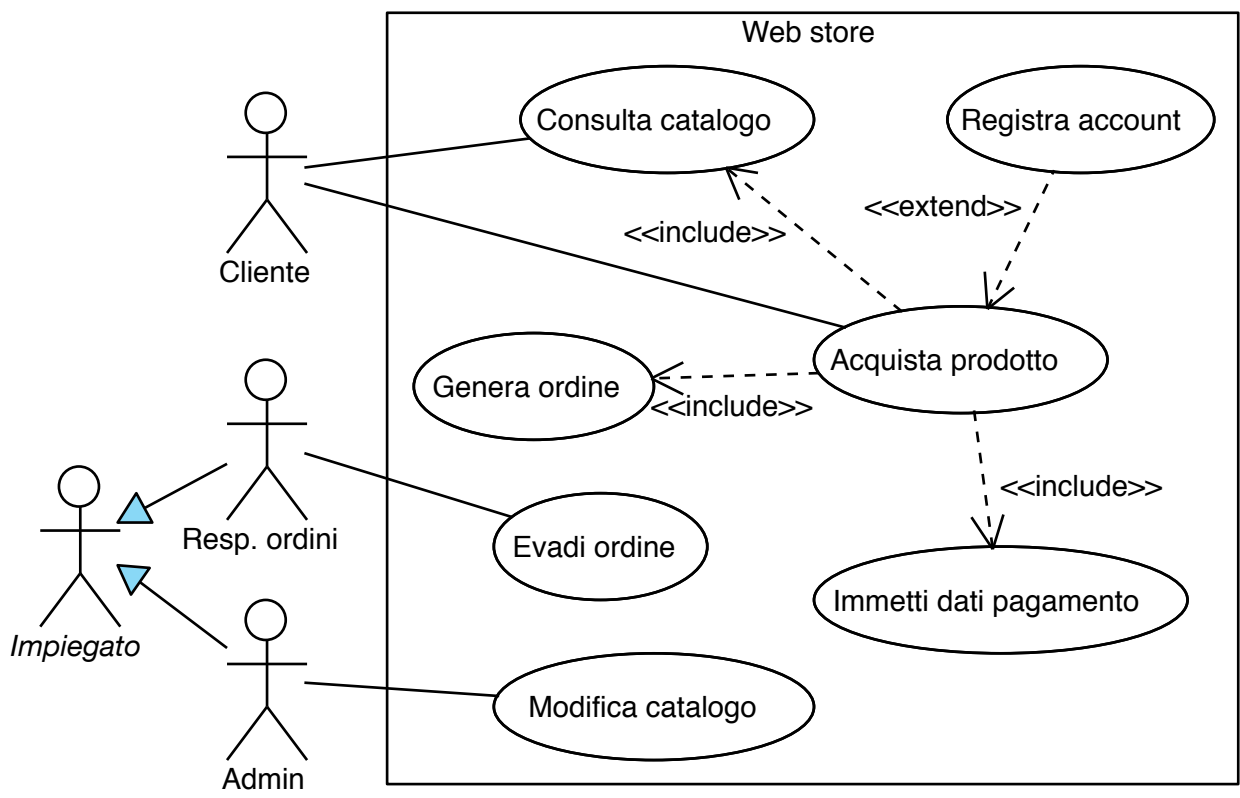 Web store
Consulta catalogo
Registra account
<<extend>>
<<include>>
Cliente
Acquista prodotto
Genera ordine
<<include>>
<<include>>
Resp. ordini
Evadi ordine
Immetti dati pagamento
Impiegato
Modifica catalogo
Admin